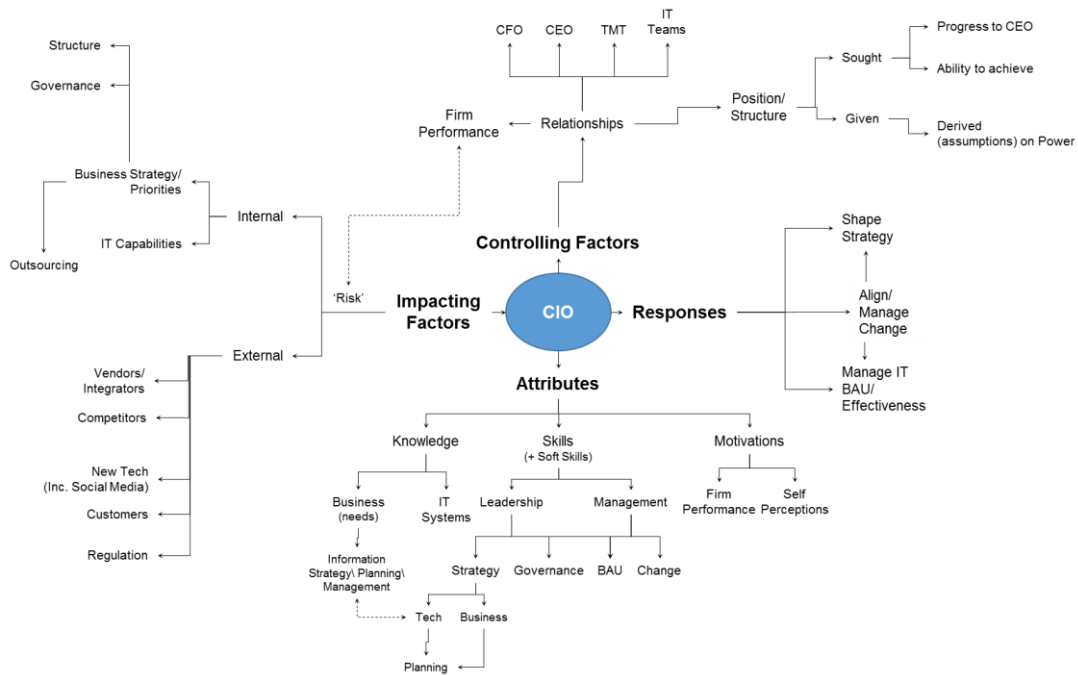 CFO
CEO
TMT
IT
Teams
Structure
Governance
Business Strategy/
Priorities
Internal
IT Capabilities
Outsourcing
Firm
Performance
Relationships
Position/
Structure
Sought
Progress to CEO
Ability to achieve
Given
Derived
(assumptions) on Power
Controlling Factors
'Risk'
Impacting
Factors
CIO
Responses
Shape
Strategy
Align/
Manage
Change
Manage IT
BAU/
Effectiveness
External
Vendors/
Integrators
Competitors
New Tech
(Inc. Social Media)
Customers
Regulation
Attributes
Knowledge
Skills
(+ Soft Skills)
Motivations
Business
(needs)
IT
Systems
Leadership
Management
Firm
Performance
Self
Perceptions
Information
Strategy\ Planning\
Management
Strategy
Governance
BAU
Change
Tech
Business
Planning